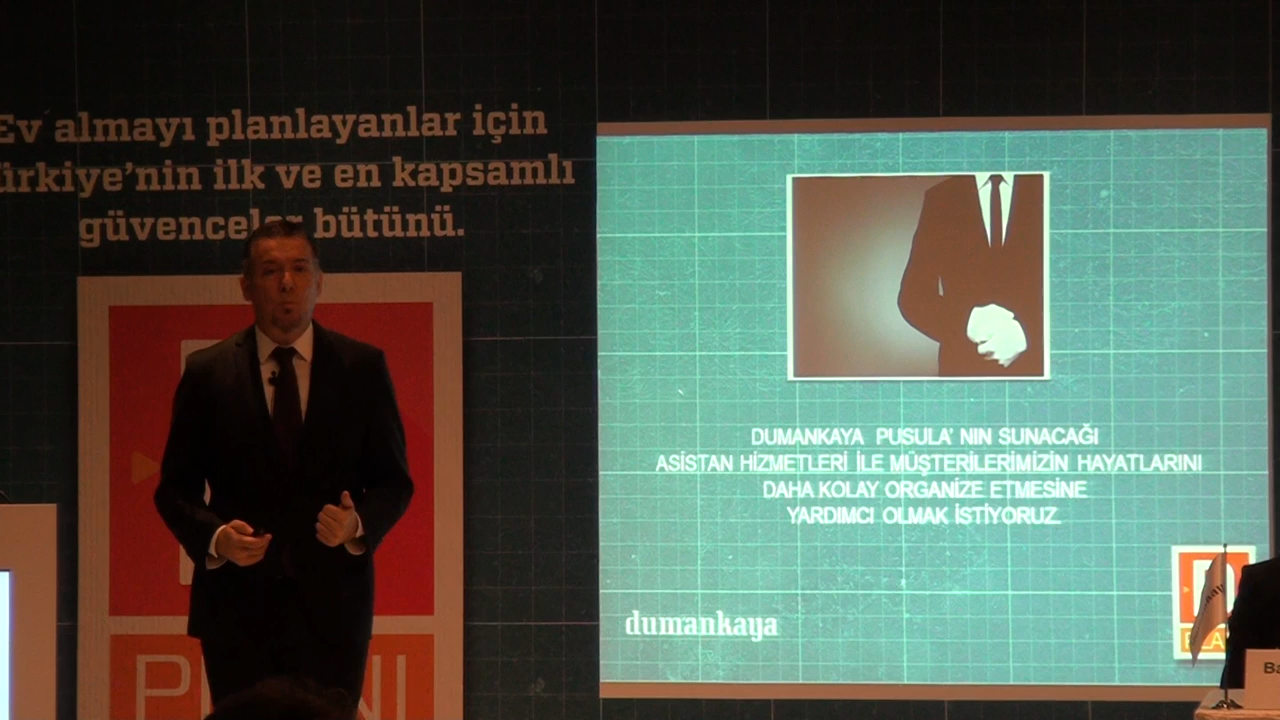 Ev almayı planlayanlar için
ürkiye'nin ilk ve en kapsamlı
güvenceler bütünü.
DUMANKAYA PUSULA' NIN SUNACAĞI
ASİSTAN HİZMETLERİ İLE MÜŞTERİLERİMİZİN HAYATLARINI
DAHA KOLAY ORGANİZE ETMESİNE
YARDIMCI OLMAK İSTİYORUZ.
dumankaya